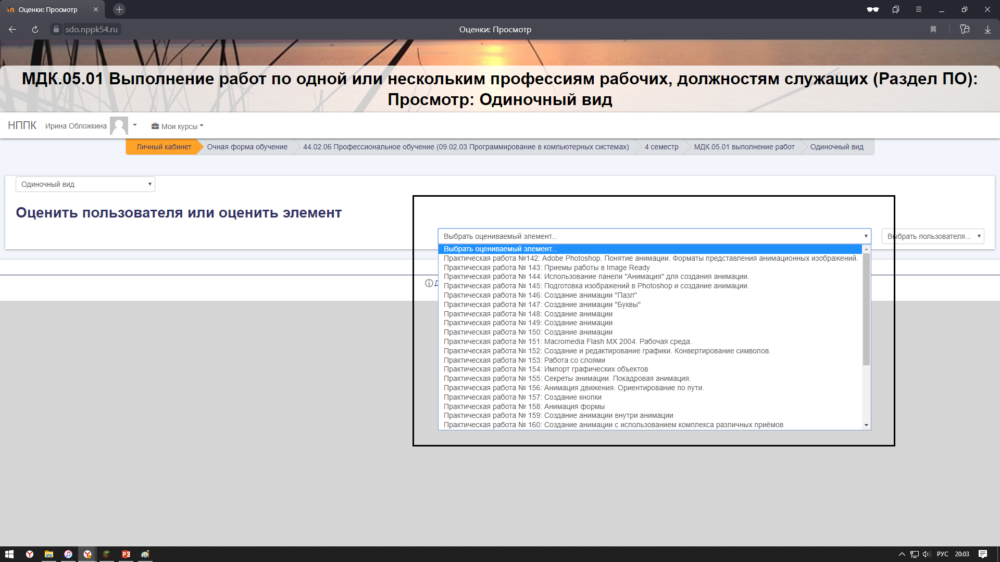 Оценки: Просмотр
sdo.nppk54.ru
Оценки: Просмотр
МДК.05.01 Выполнение работ по одной или нескольким профессиям рабочих, должностям служащих (Раздел ПО):
Просмотр: Одиночный вид
НППК Ирина Обложкина Мои курсы
Личный кабинет Очная форма обучение 44.02.06 Профессиональное обучение (09.02.03 Программирование в компьютерных системах) 4 семестр МДК.05.01 выполнение работ Одиночный вид
Одиночный вид
Оценить пользователя или оценить элемент
Выбрать оцениваемый элемент... Выбрать пользователя...
Выбрать оцениваемый элемент...
Практическая работа №142: Adobe Photoshop. Понятие анимации. Форматы представления анимационных изображений.
Практическая работа № 143: Приемы работы в Image Ready
Практическая работа № 144: Использование панели "Анимация" для создания анимации.
Практическая работа № 145: Подготовка изображений в Photoshop и создание анимации.
Практическая работа № 146: Создание анимации "Пазл"
Практическая работа № 147: Создание анимации "Буквы"
Практическая работа № 148: Создание анимации
Практическая работа № 149: Создание анимации
Практическая работа № 150: Создание анимации
Практическая работа № 151: Macromedia Flash MX 2004. Рабочая среда.
Практическая работа № 152: Создание и редактирование графики. Конвертирование символов.
Практическая работа № 153: Работа со слоями
Практическая работа № 154: Импорт графических объектов
Практическая работа № 155: Секреты анимации. Покадровая анимация.
Практическая работа № 156: Анимация движения. Ориентирование по пути.
Практическая работа № 157: Создание кнопки
Практическая работа № 158: Анимация формы
Практическая работа № 159: Создание анимации внутри анимации
Практическая работа № 160: Создание анимации с использованием комплекса различных приёмов
РУС 20:03